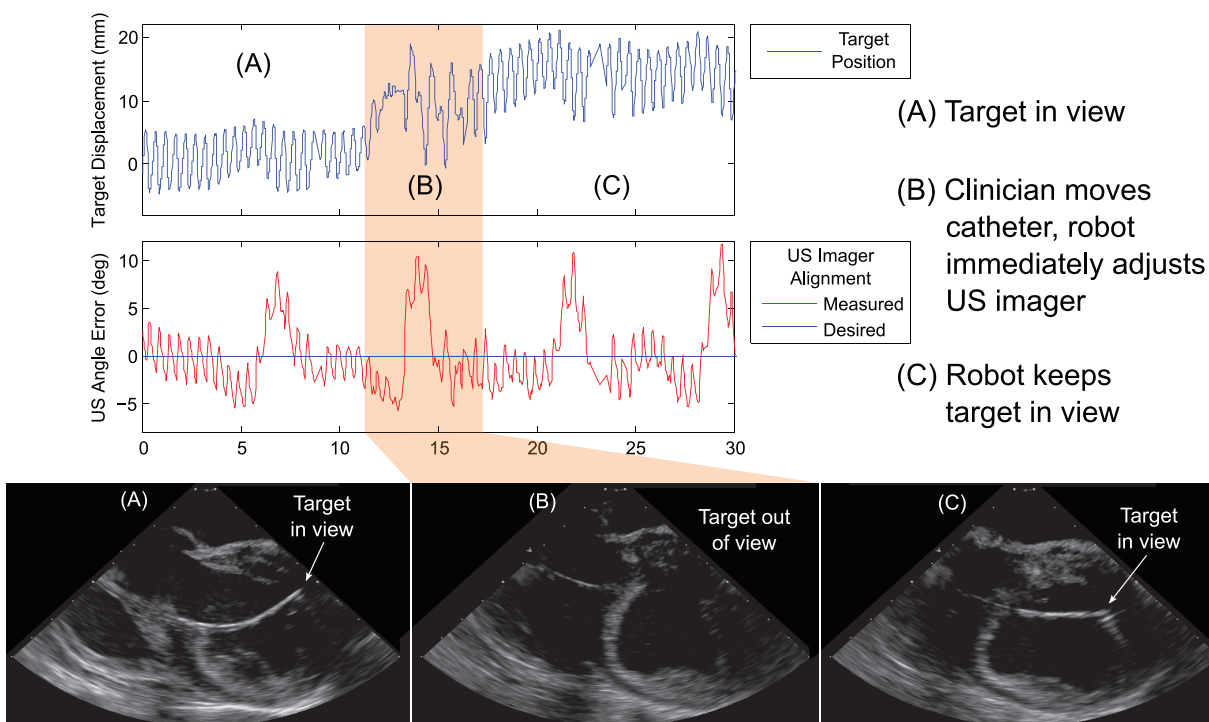 Target Displacement (mm)
20
10
0
(A)
(B)
(C)
Target
Position
US Angle Error (deg)
10
5
0
−5
0
5
10
15
20
25
30
US Imager
Alignment
Measured
Desired
(A) Target in view
(B) Clinician moves
catheter, robot
immediately adjusts
US imager
(C) Robot keeps
target in view
(A)
Target
in view
(B)
Target out
of view
(C)
Target
in view